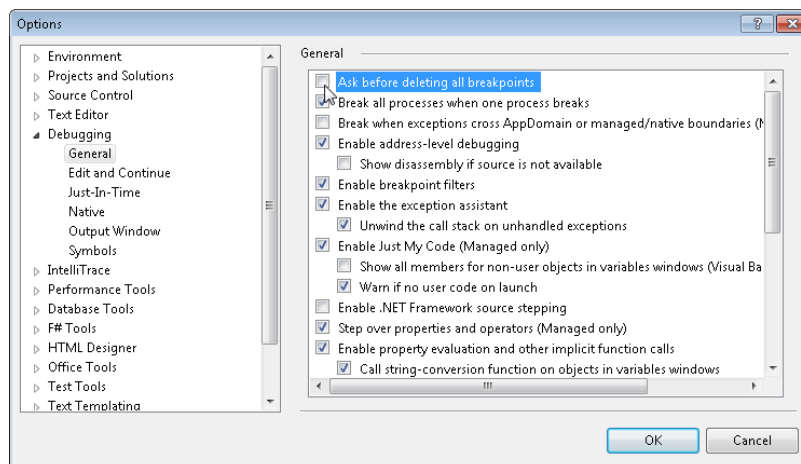 Options
Environment
Projects and Solutions
Source Control
Text Editor
Debugging
General
Edit and Continue
Just-In-Time
Native
Output Window
Symbols
IntelliTrace
Performance Tools
Database Tools
F# Tools
HTML Designer
Office Tools
Test Tools
Text Templating
General
Ask before deleting all breakpoints
Break all processes when one process breaks
Break when exceptions cross AppDomain or managed/native boundaries (
Enable address-level debugging
Show disassembly if source is not available
Enable breakpoint filters
Enable the exception assistant
Unwind the call stack on unhandled exceptions
Enable Just My Code (Managed only)
Show all members for non-user objects in variables windows (Visual Ba
Warn if no user code on launch
Enable .NET Framework source stepping
Step over properties and operators (Managed only)
Enable property evaluation and other implicit function calls
Call string-conversion function on objects in variables windows
OK
Cancel